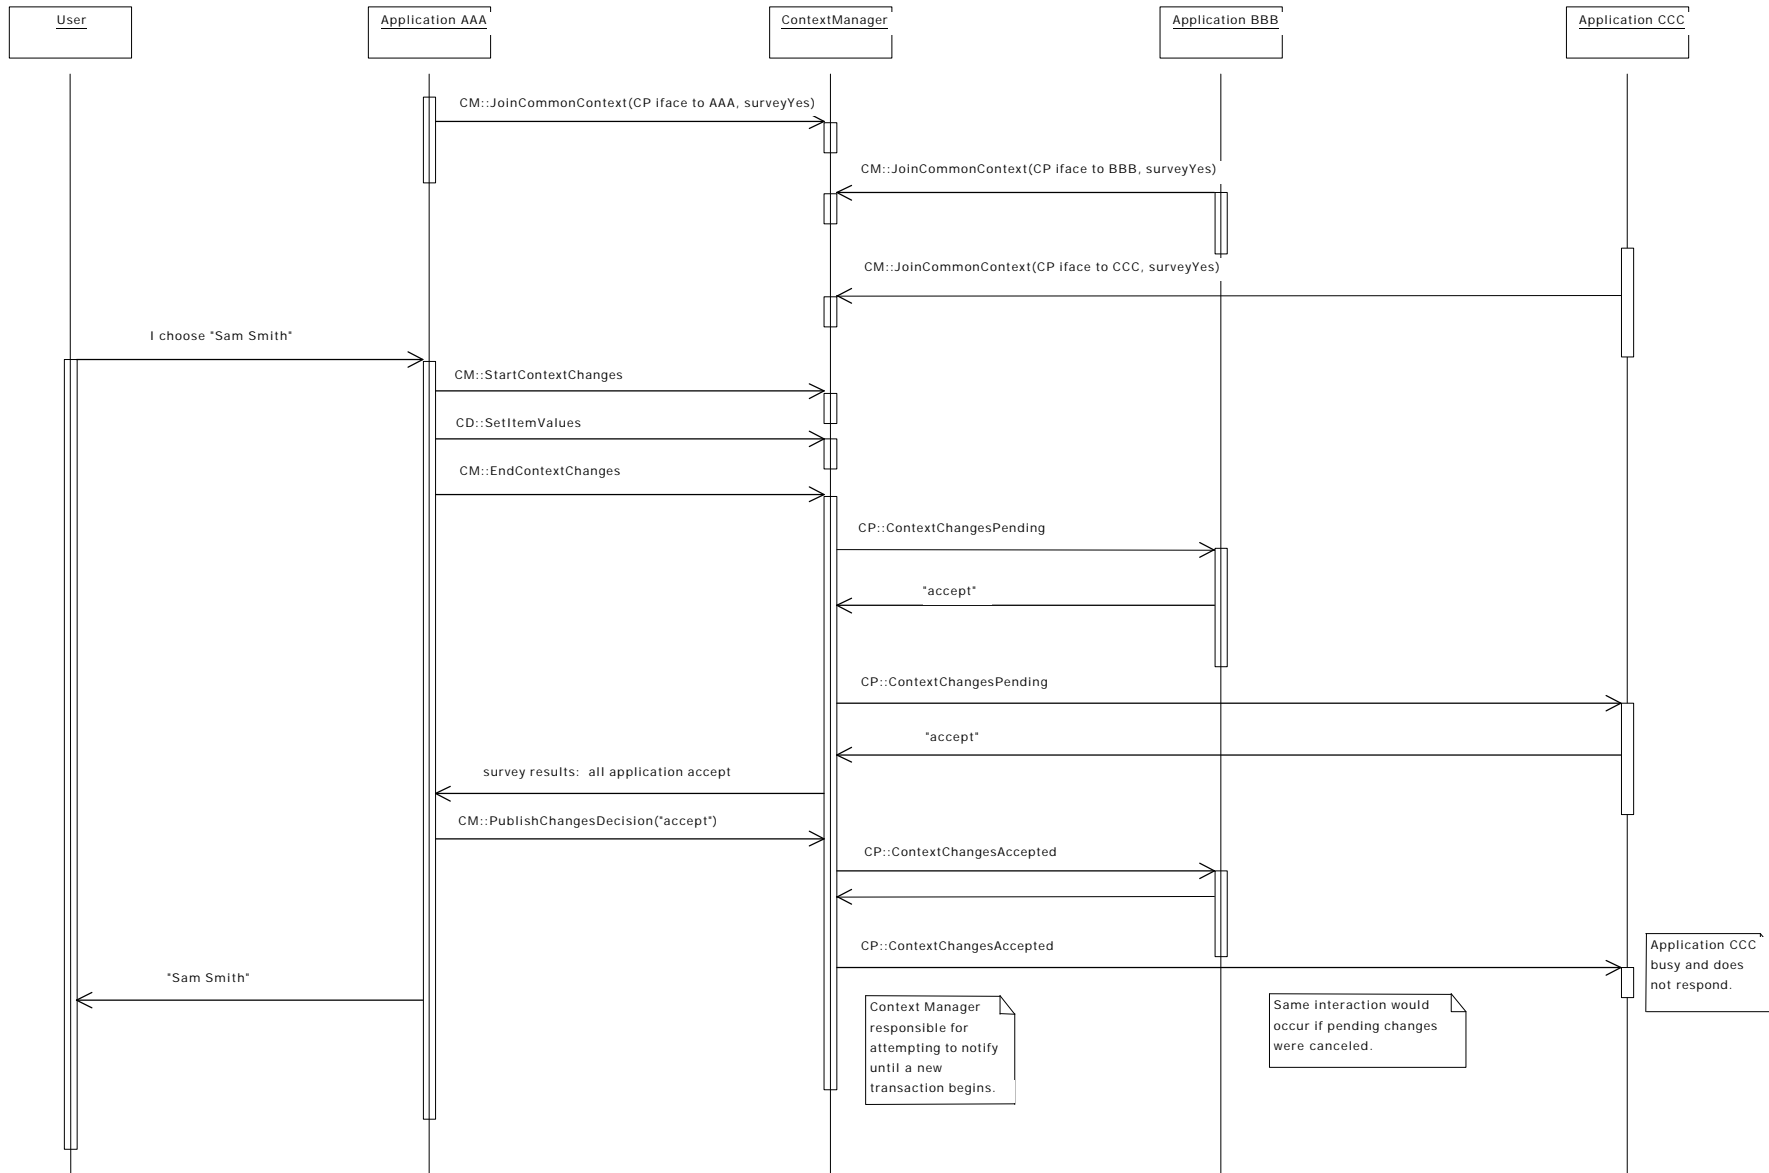 User
Application AAA
ContextManager
Application BBB
Application CCC
CM::JoinCommonContext(CP iface to AAA, surveyYes)
CM::JoinCommonContext(CP iface to BBB, surveyYes)
CM::JoinCommonContext(CP iface to CCC, surveyYes)
I choose "Sam Smith"
CM::StartContextChanges
CD::SetItemValues
CM::EndContextChanges
CP::ContextChangesPending
"accept"
CP::ContextChangesPending
"accept"
survey results:  all application accept
CM::PublishChangesDecision("accept")
CP::ContextChangesAccepted
CP::ContextChangesAccepted
Application CCC
busy and does
not respond.
"Sam Smith"
Context Manager
responsible for
attempting to notify
until a new
transaction begins.
Same interaction would
occur if pending changes
were canceled.